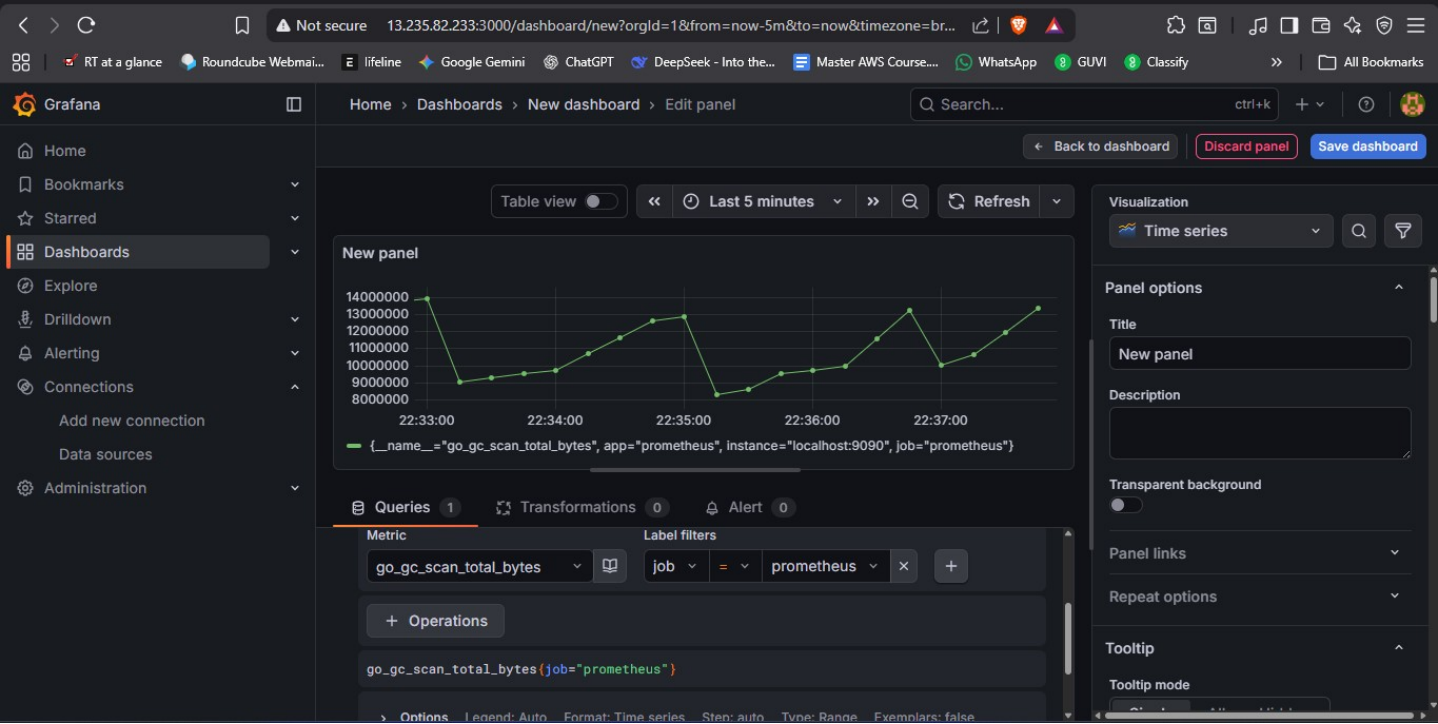 Not secure 13.235.82.233:3000/dashboard/new?orgId=1&from=now-5m&to=now&timezone=br...
RT at a glance Roundcube Webmai... lifeline Google Gemini ChatGPT DeepSeek - Into the... Master AWS Course.... WhatsApp GUVI Classify » All Bookmarks
Grafana
Home › Dashboards › New dashboard › Edit panel
Search... ctrl+k
Home
Bookmarks
Starred
Dashboards
Explore
Drilldown
Alerting
Connections
Add new connection
Data sources
Administration
Back to dashboard Discard panel Save dashboard
Table view Last 5 minutes Refresh
New panel
14000000
13000000
12000000
11000000
10000000
9000000
8000000
22:33:00 22:34:00 22:35:00 22:36:00 22:37:00
{__name__="go_gc_scan_total_bytes", app="prometheus", instance="localhost:9090", job="prometheus"}
Queries 1 Transformations 0 Alert 0
Metric Label filters
go_gc_scan_total_bytes job = prometheus × +
+ Operations
go_gc_scan_total_bytes{job="prometheus"}
Options Legend: Auto Format: Time series Step: auto Type: Range Exemplars: false
Visualization
Time series
Panel options
Title
New panel
Description
Transparent background
Panel links
Repeat options
Tooltip
Tooltip mode